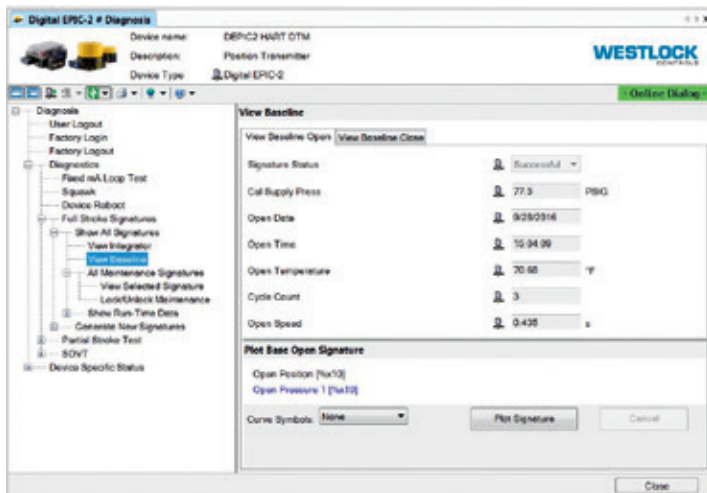 Digital EPIC-2 # Diagnosis
Device name: DEPIC2 HART DTM
Description: Position Transmitter
Device Type Digital EPIC-2
WESTLOCK
CONTROLS
Online Dialog
Diagnosis
User Logout
Factory Login
Factory Logout
Diagnostics
Fixed mA Loop Test
Squawk
Device Reboot
Full Stroke Signatures
Show All Signatures
View Integrator
View Baseline
All Maintenance Signatures
View Selected Signature
Lock/Unlock Maintenance
Show Run-Time Data
Generate New Signatures
Partial Stroke Test
SOVT
Device Specific Status
View Baseline
View Baseline Open View Baseline Close
Signature Status Successful
Cal Supply Press 77.3 PSIG
Open Date 9/28/2016
Open Time 15:04:09
Open Temperature °F
Cycle Count 3
Open Speed 0.435 s
Plot Base Open Signature
Open Position [%x10]
Open Pressure 1 [%x10]
Curve Symbols: None Plot Signature Cancel
Close